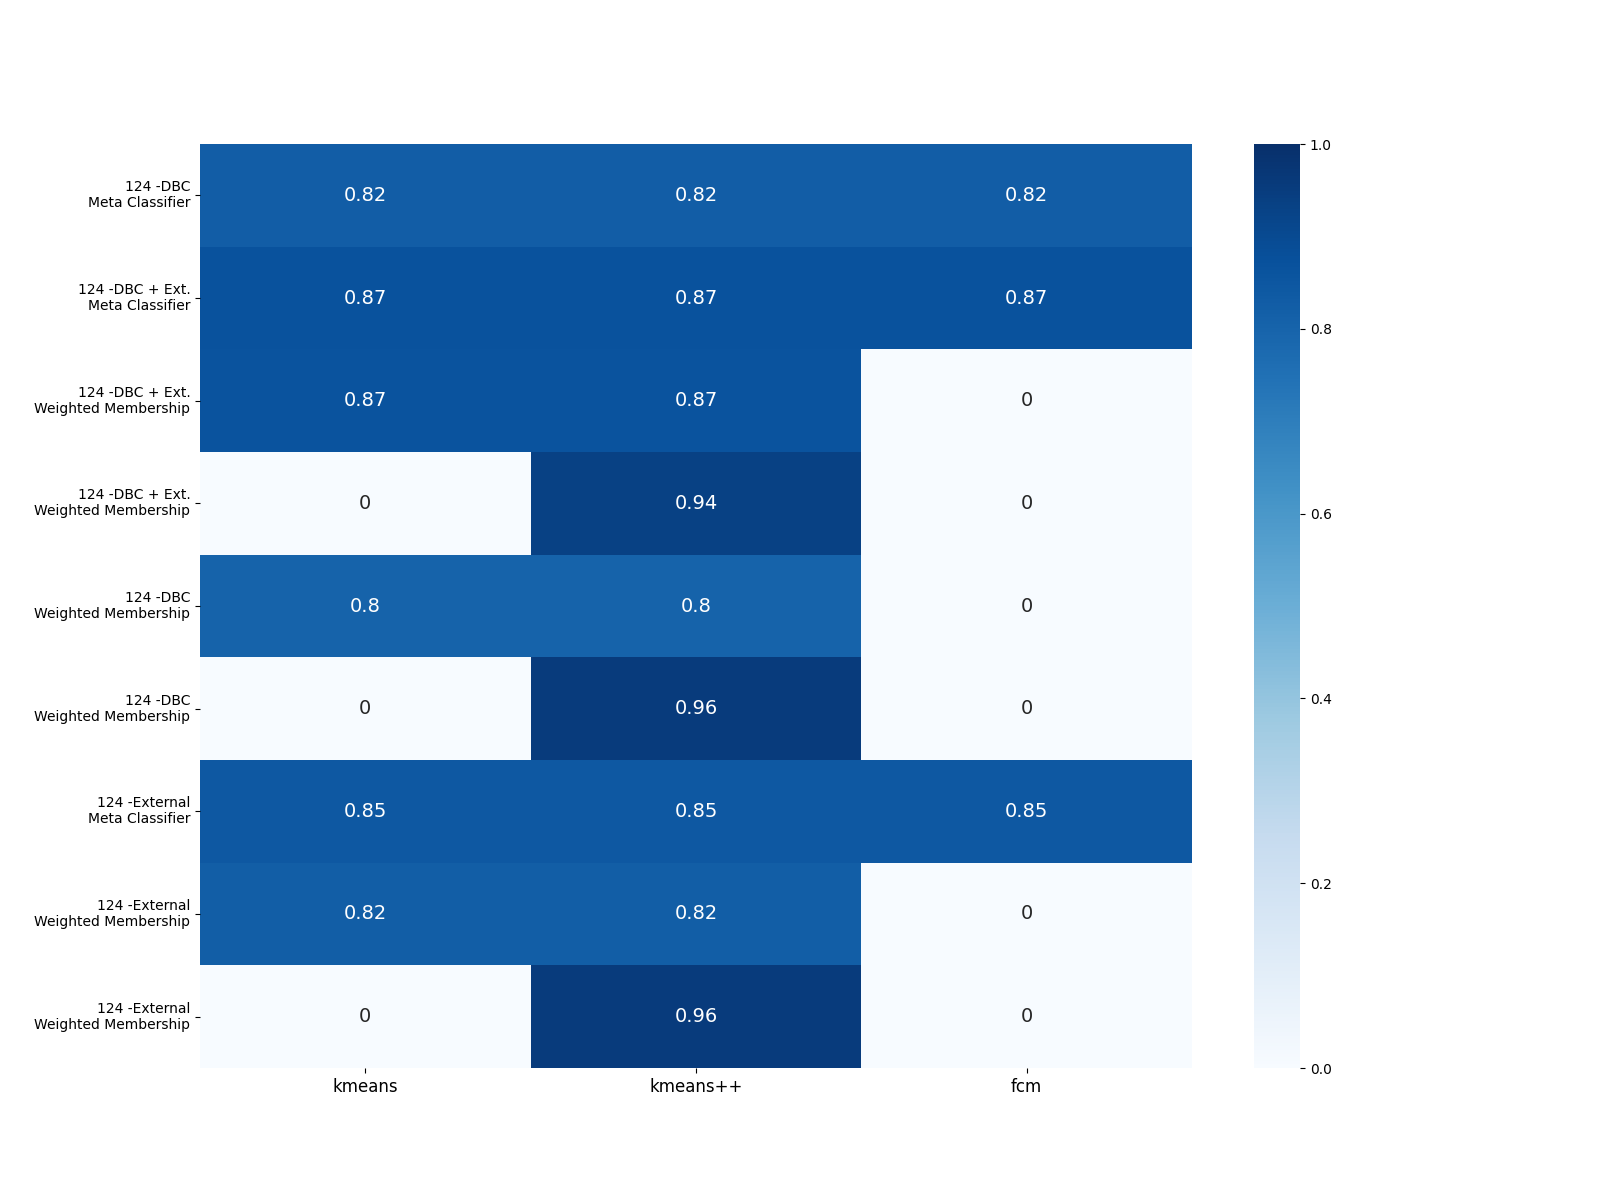 124 -DBC
Meta Classifier
0.82 0.82 0.82
124 -DBC + Ext.
Meta Classifier
0.87 0.87 0.87
124 -DBC + Ext.
Weighted Membership
0.87 0.87 0
124 -DBC + Ext.
Weighted Membership
0 0.94 0
124 -DBC
Weighted Membership
0.8 0.8 0
124 -DBC
Weighted Membership
0 0.96 0
124 -External
Meta Classifier
0.85 0.85 0.85
124 -External
Weighted Membership
0.82 0.82 0
124 -External
Weighted Membership
0 0.96 0
kmeans kmeans++ fcm
1.0
0.8
0.6
0.4
0.2
0.0